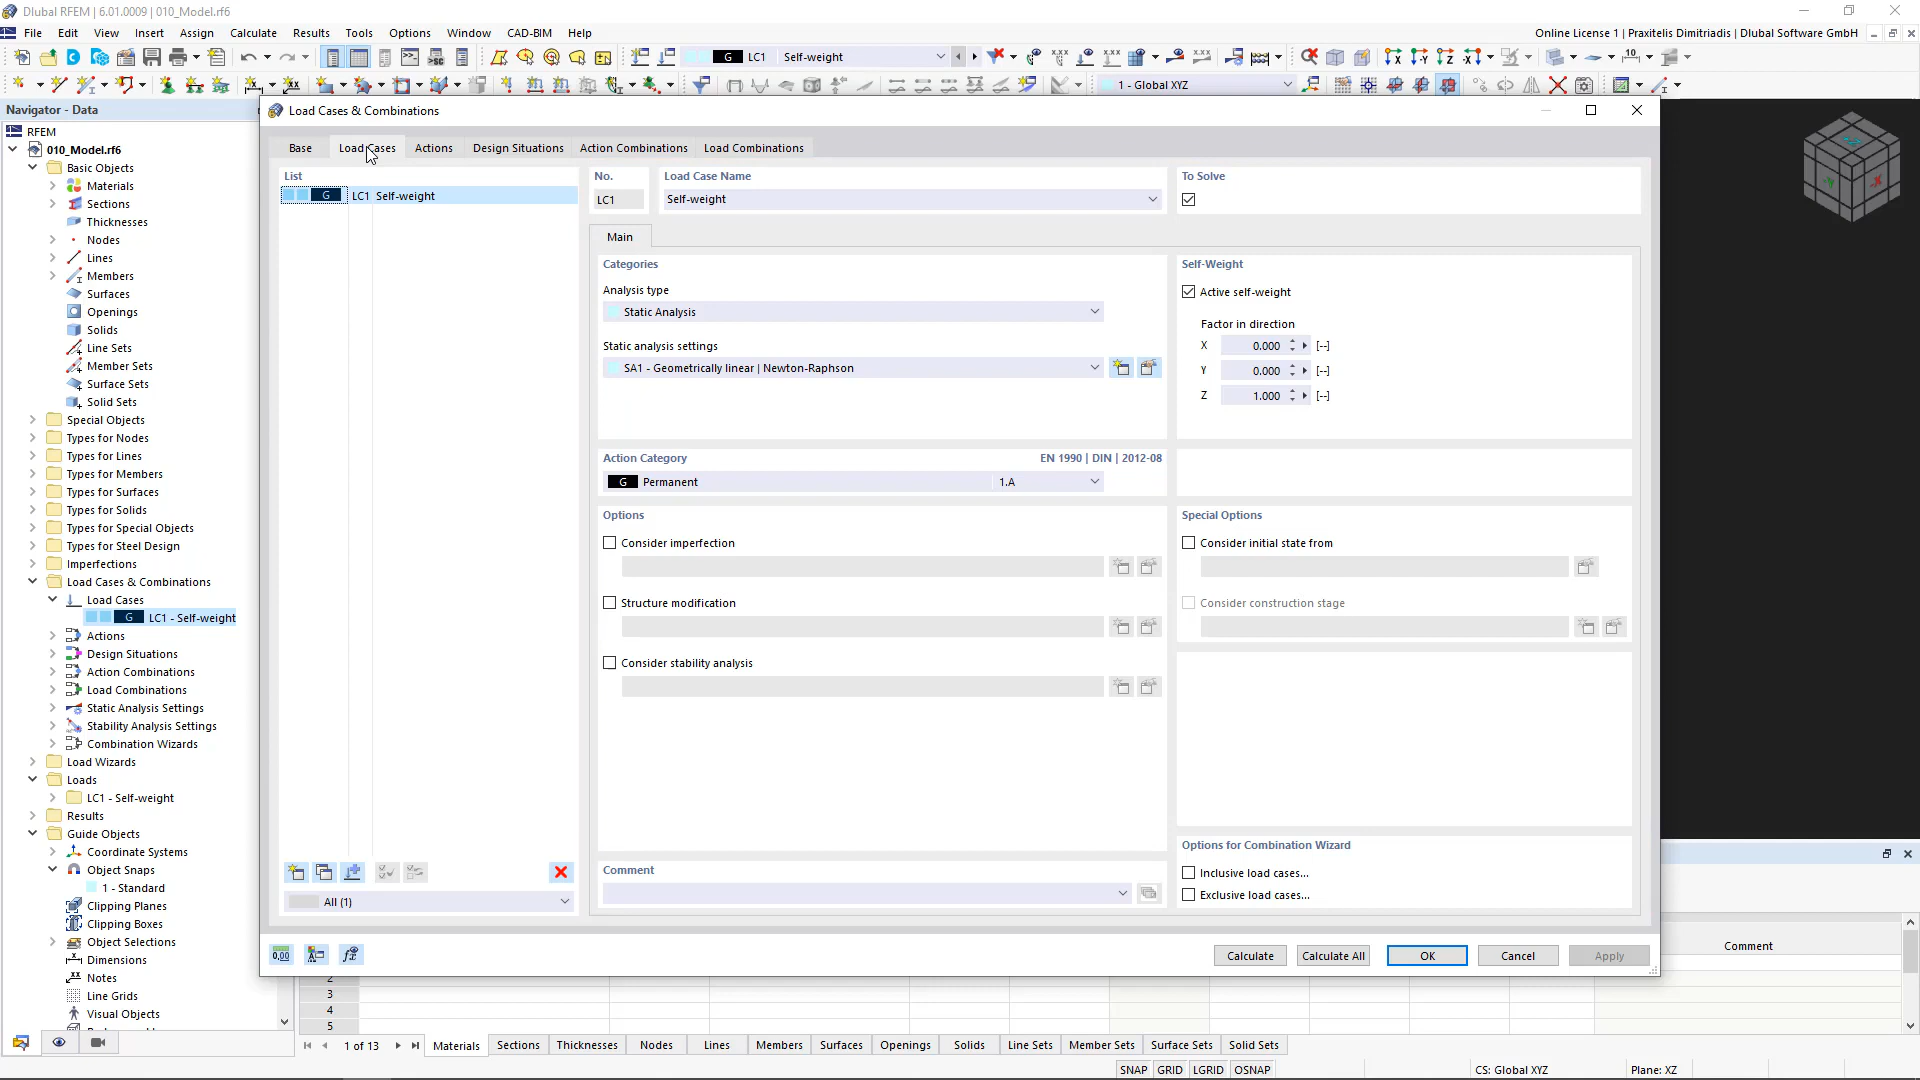 Dlubal RFEM | 6.01.0009 | 010_Model.rf6
File Edit View Insert Assign Calculate Results Tools Options Window CAD-BIM Help
Online License 1 | Praxitelis Dimitriadis | Dlubal Software GmbH
G LC1 Self-weight
1 - Global XYZ
Navigator - Data
RFEM
010_Model.rf6
Basic Objects
Materials
Sections
Thicknesses
Nodes
Lines
Members
Surfaces
Openings
Solids
Line Sets
Member Sets
Surface Sets
Solid Sets
Special Objects
Types for Nodes
Types for Lines
Types for Members
Types for Surfaces
Types for Solids
Types for Special Objects
Types for Steel Design
Imperfections
Load Cases & Combinations
Load Cases
G LC1 - Self-weight
Actions
Design Situations
Action Combinations
Load Combinations
Static Analysis Settings
Stability Analysis Settings
Combination Wizards
Load Wizards
Loads
LC1 - Self-weight
Results
Guide Objects
Coordinate Systems
Object Snaps
1 - Standard
Clipping Planes
Clipping Boxes
Object Selections
Dimensions
Notes
Line Grids
Visual Objects
Load Cases & Combinations
Base Load Cases Actions Design Situations Action Combinations Load Combinations
List
G LC1 Self-weight
All (1)
No.
LC1
Load Case Name
Self-weight
To Solve
Main
Categories
Analysis type
Static Analysis
Static analysis settings
SA1 - Geometrically linear | Newton-Raphson
Self-Weight
Active self-weight
Factor in direction
X 0.000 [--]
Y 0.000 [--]
Z 1.000 [--]
Action Category EN 1990 | DIN | 2012-08
G Permanent 1.A
Options
Consider imperfection
Structure modification
Consider stability analysis
Special Options
Consider initial state from
Consider construction stage
Comment
Options for Combination Wizard
Inclusive load cases...
Exclusive load cases...
Calculate Calculate All OK Cancel Apply
Comment
2
3
4
5
1 of 13 Materials Sections Thicknesses Nodes Lines Members Surfaces Openings Solids Line Sets Member Sets Surface Sets Solid Sets
SNAP GRID LGRID OSNAP CS: Global XYZ Plane: XZ